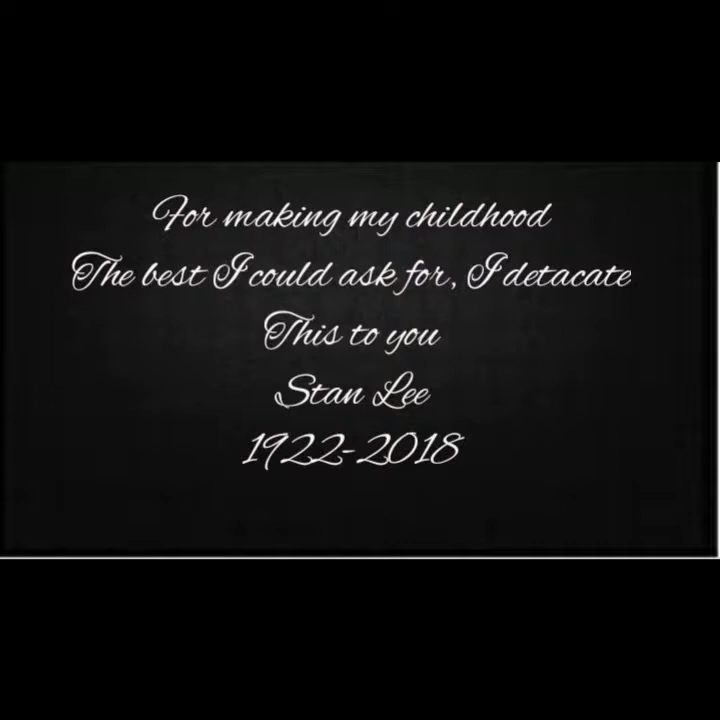 For making my childhood
The best I could ask for, I detacate
This to you
Stan Lee
1922-2018